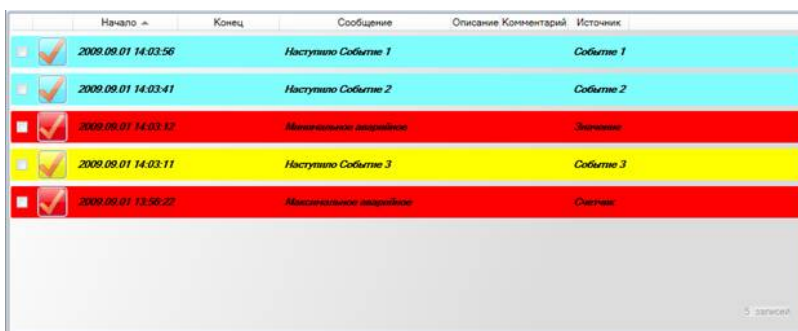 Начало Конец Сообщение Описание Комментарий Источник
2009.09.01 14:03:56 Наступило Событие 1 Событие 1
2009.09.01 14:03:41 Наступило Событие 2 Событие 2
2009.09.01 14:03:12 Минимальное аварийное Значение
2009.09.01 14:03:11 Наступило Событие 3 Событие 3
2009.09.01 13:56:22 Максимальное аварийное Счетчик
5 записей